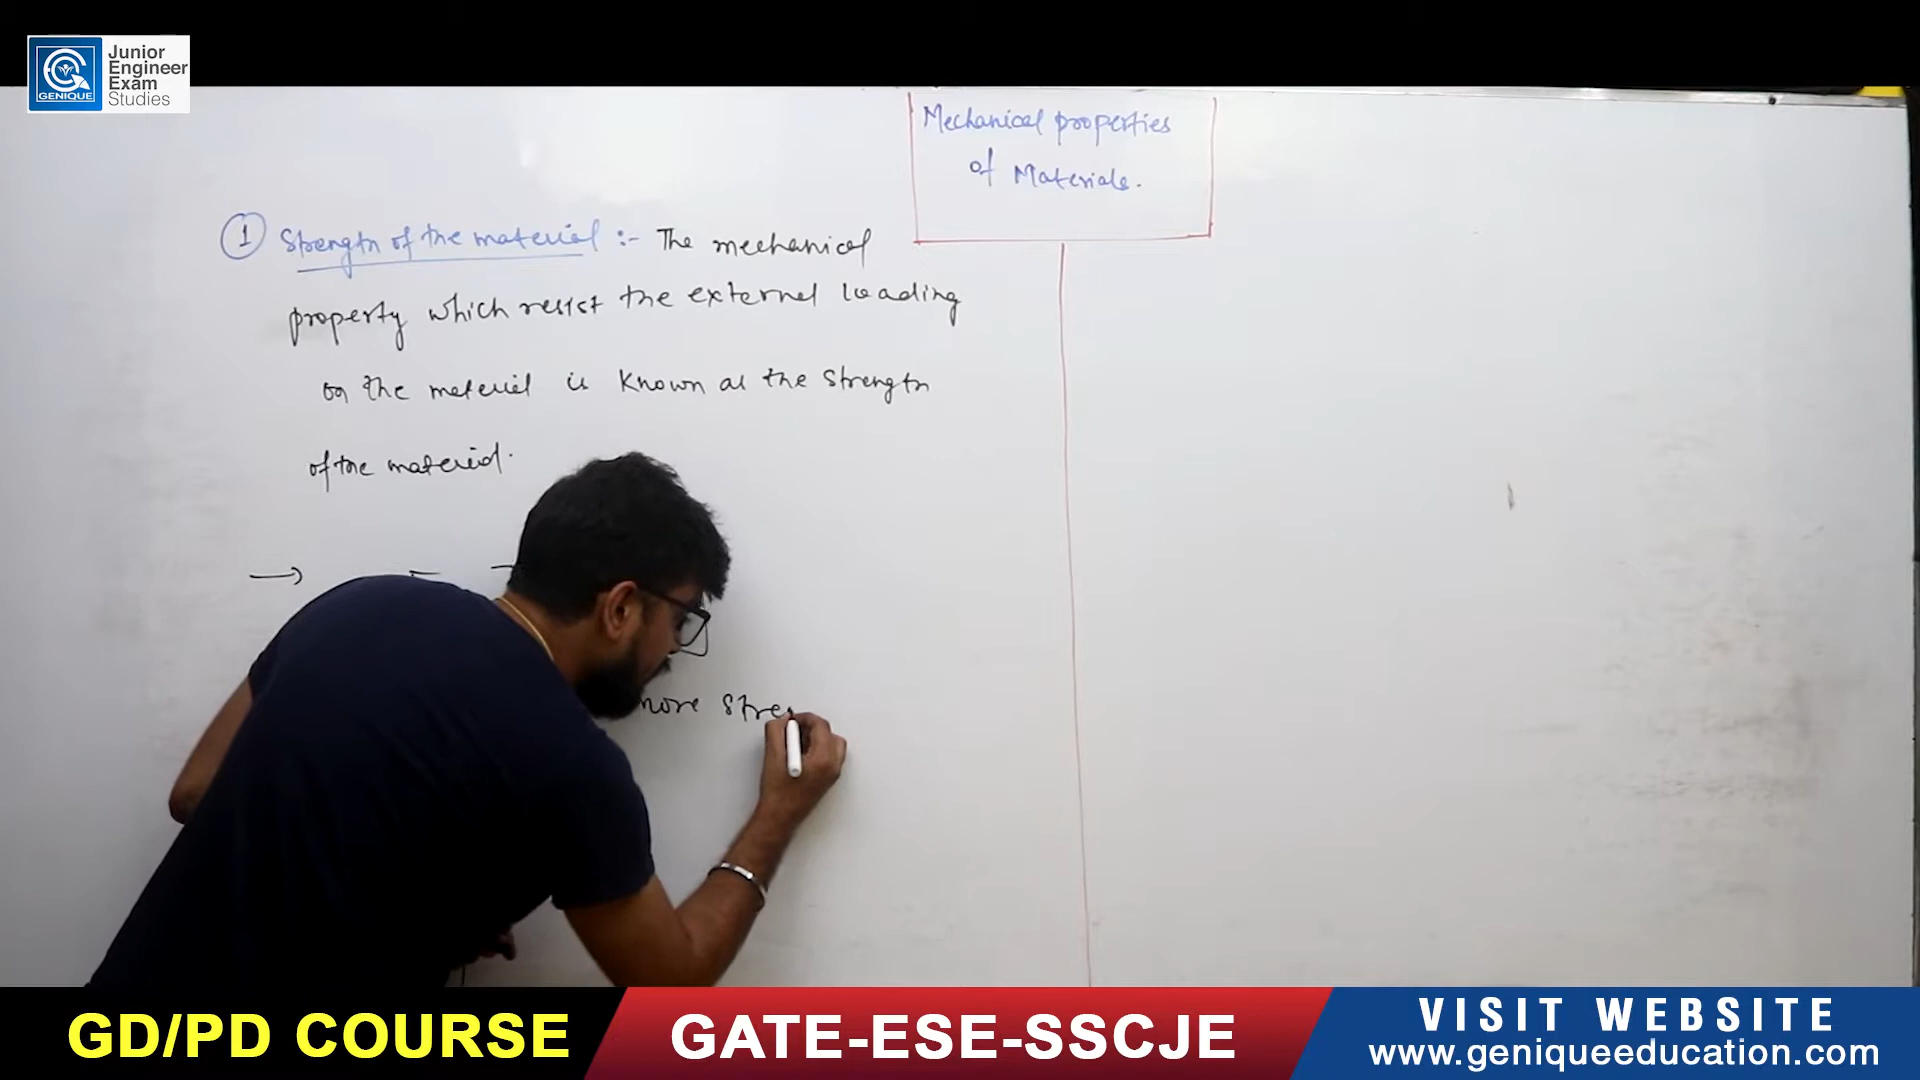 GENIQUE
Junior
Engineer
Exam
Studies
Mechanical properties
of Materials.
1 Strength of the material :- The mechanical
property which resist the external loading
on the material is known as the strength
of the material.
more stre
GD/PD COURSE
GATE-ESE-SSCJE
VISIT WEBSITE
www.geniqueeducation.com